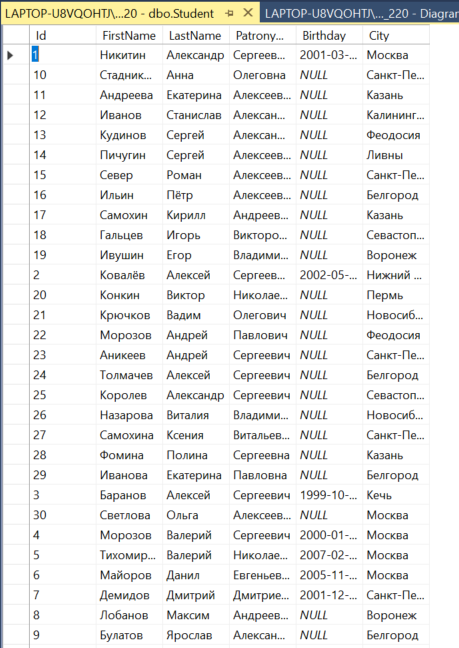 LAPTOP-U8VQOHTJ\...20 - dbo.Student LAPTOP-U8VQOHTJ\..._220 - Diagram
Id FirstName LastName Patrony... Birthday City
1 Никитин Александр Сергеев... 2001-03-... Москва
10 Стадник... Анна Олеговна NULL Санкт-Пе...
11 Андреева Екатерина Алексеев... NULL Казань
12 Иванов Станислав Алексан... NULL Калининг...
13 Кудинов Сергей Алексан... NULL Феодосия
14 Пичугин Сергей Алексеев... NULL Ливны
15 Север Роман Алексеев... NULL Санкт-Пе...
16 Ильин Пётр Алексеев... NULL Белгород
17 Самохин Кирилл Андреев... NULL Казань
18 Гальцев Игорь Викторо... NULL Севастоп...
19 Ивушин Егор Владими... NULL Воронеж
2 Ковалёв Алексей Сергеев... 2002-05-... Нижний ...
20 Конкин Виктор Николае... NULL Пермь
21 Крючков Вадим Олегович NULL Новосиб...
22 Морозов Андрей Павлович NULL Феодосия
23 Аникеев Андрей Сергеевич NULL Санкт-Пе...
24 Толмачев Алексей Сергеевич NULL Белгород
25 Королев Александр Сергеевич NULL Севастоп...
26 Назарова Виталия Владими... NULL Новосиб...
27 Самохина Ксения Витальев... NULL Санкт-Пе...
28 Фомина Полина Сергеевна NULL Казань
29 Иванова Екатерина Павловна NULL Белгород
3 Баранов Алексей Сергеевич 1999-10-... Кечь
30 Светлова Ольга Алексеев... NULL Москва
4 Морозов Валерий Сергеевич 2000-01-... Москва
5 Тихомир... Валерий Николае... 2007-02-... Москва
6 Майоров Данил Евгеньев... 2005-11-... Москва
7 Демидов Дмитрий Дмитрие... 2001-12-... Санкт-Пе...
8 Лобанов Максим Андреев... NULL Воронеж
9 Булатов Ярослав Алексан... NULL Белгород